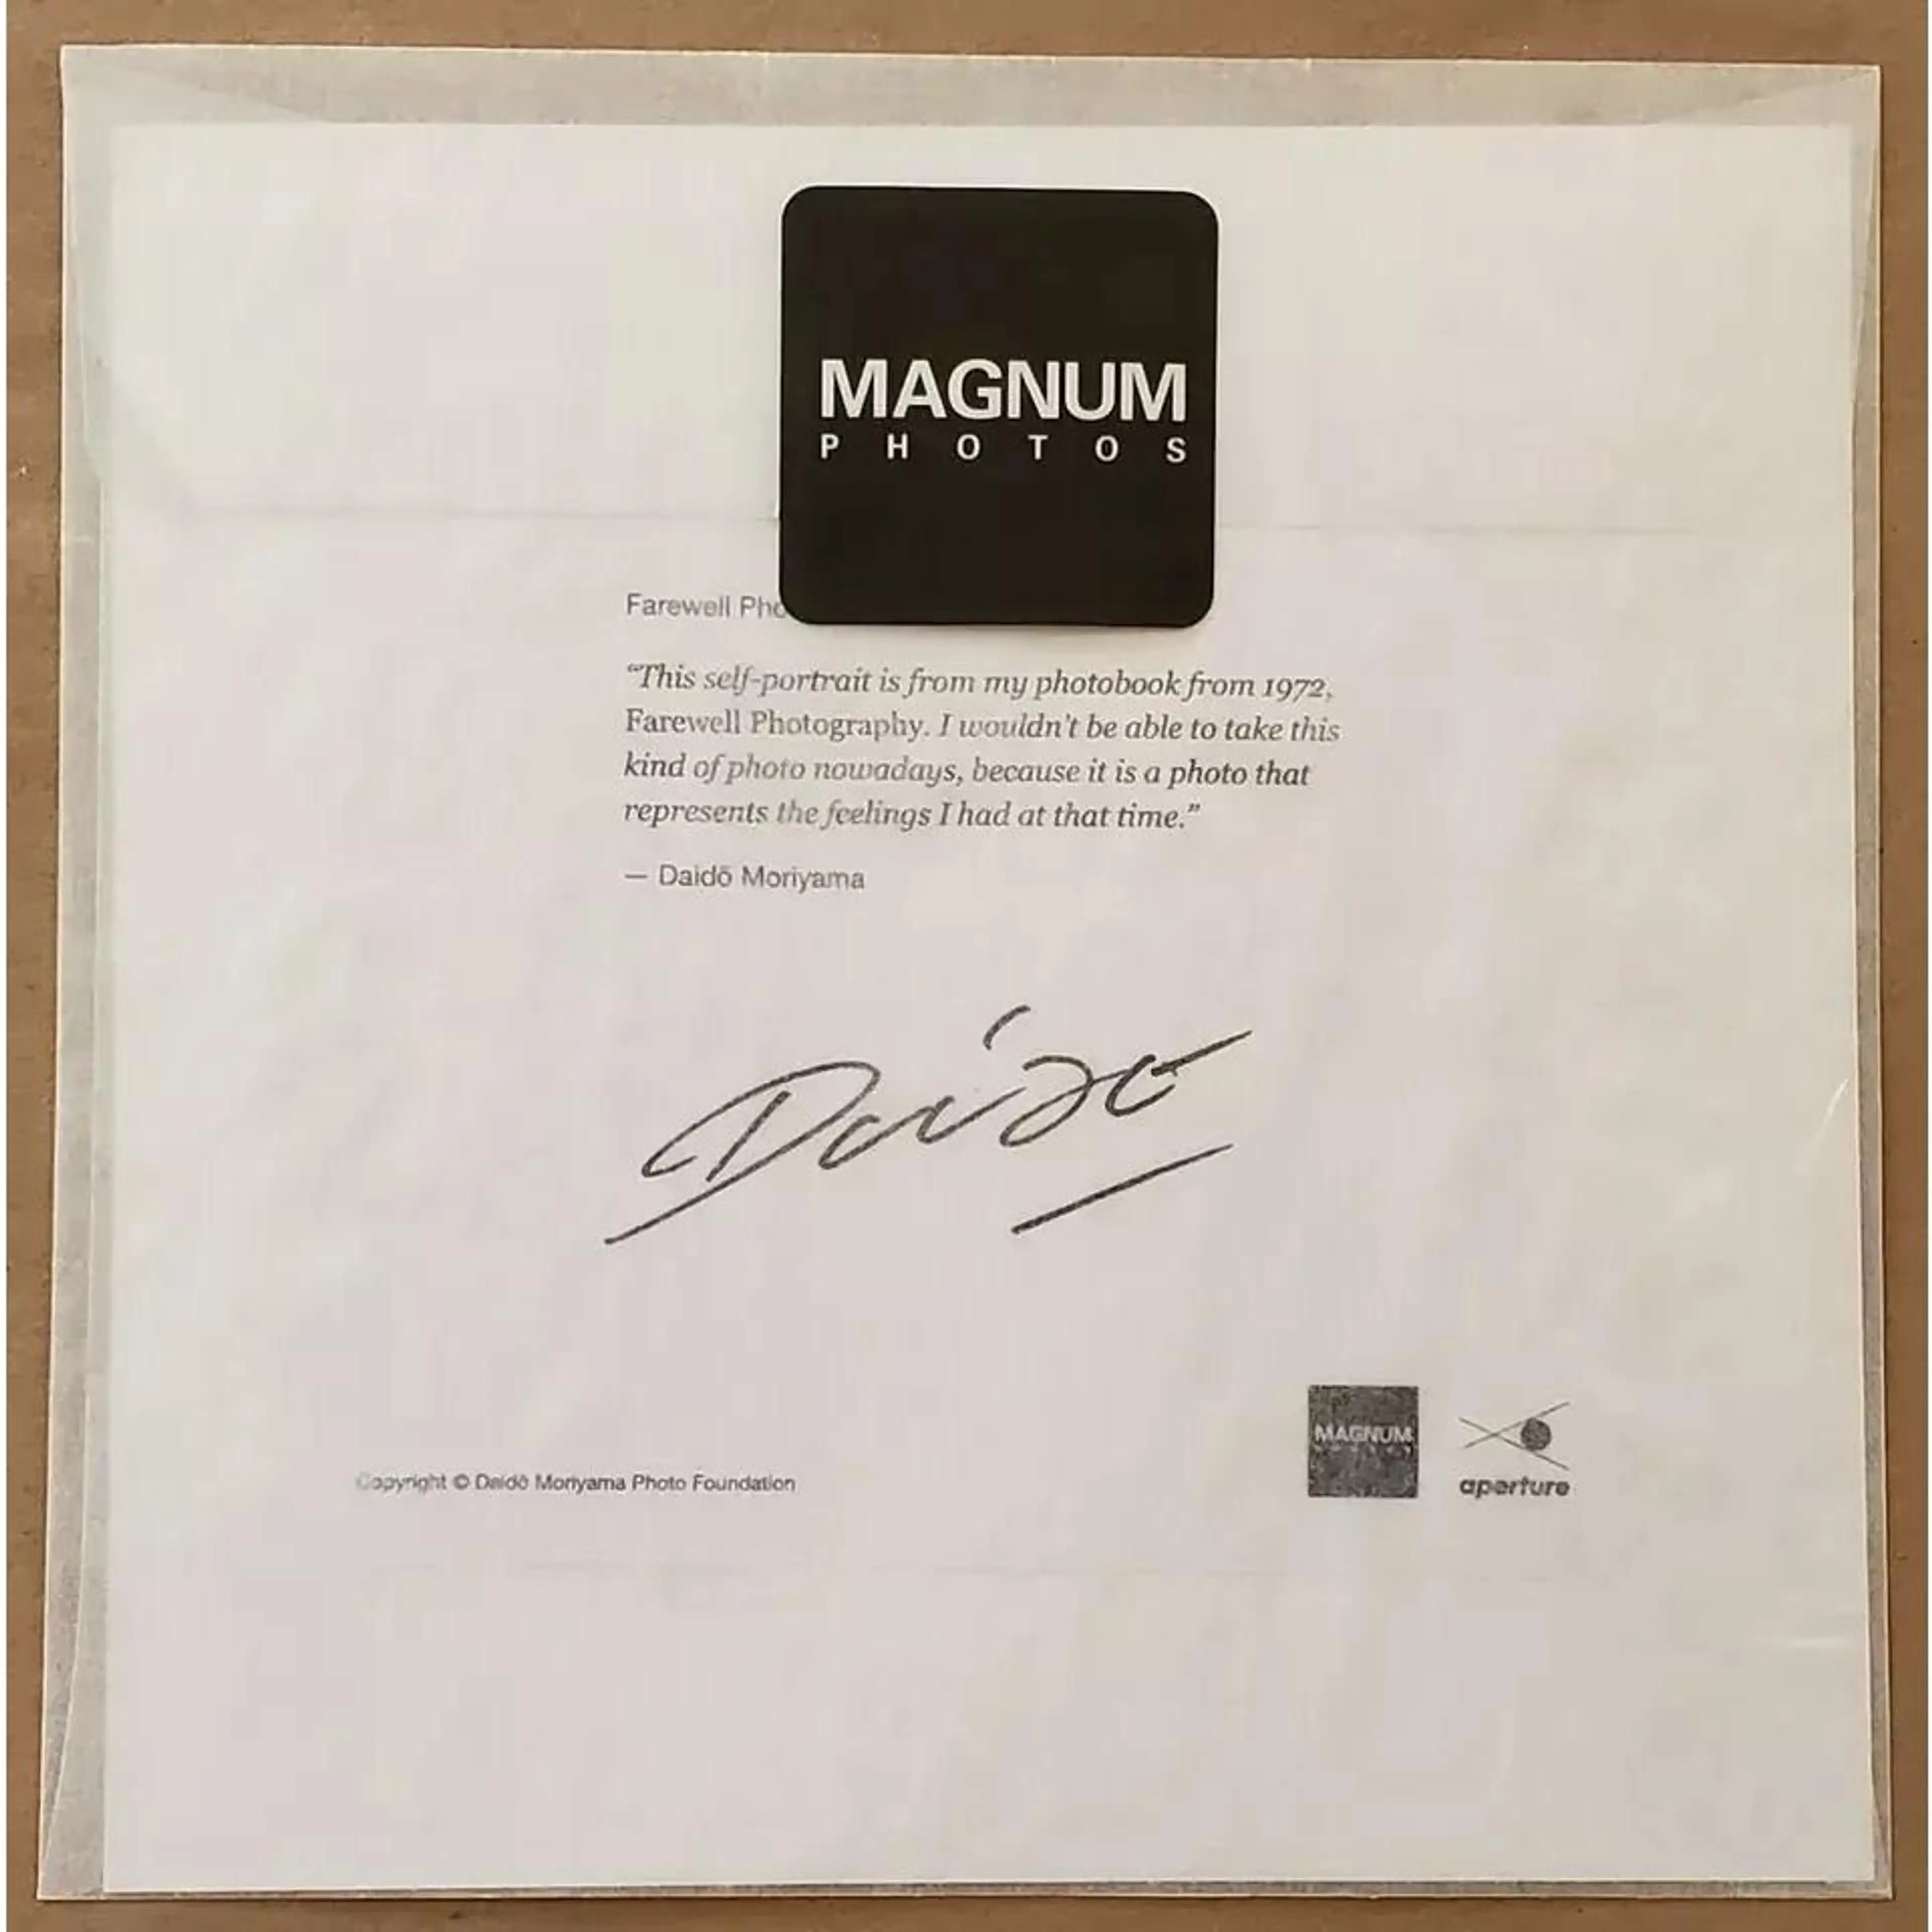 MAGNUM
PHOTOS
Farewell Pho
“This self-portrait is from my photobook from 1972,
Farewell Photography. I wouldn't be able to take this
kind of photo nowadays, because it is a photo that
represents the feelings I had at that time.”
— Daidō Moriyama
Daido
MAGNUM
aperture
Copyright © Daidō Moriyama Photo Foundation